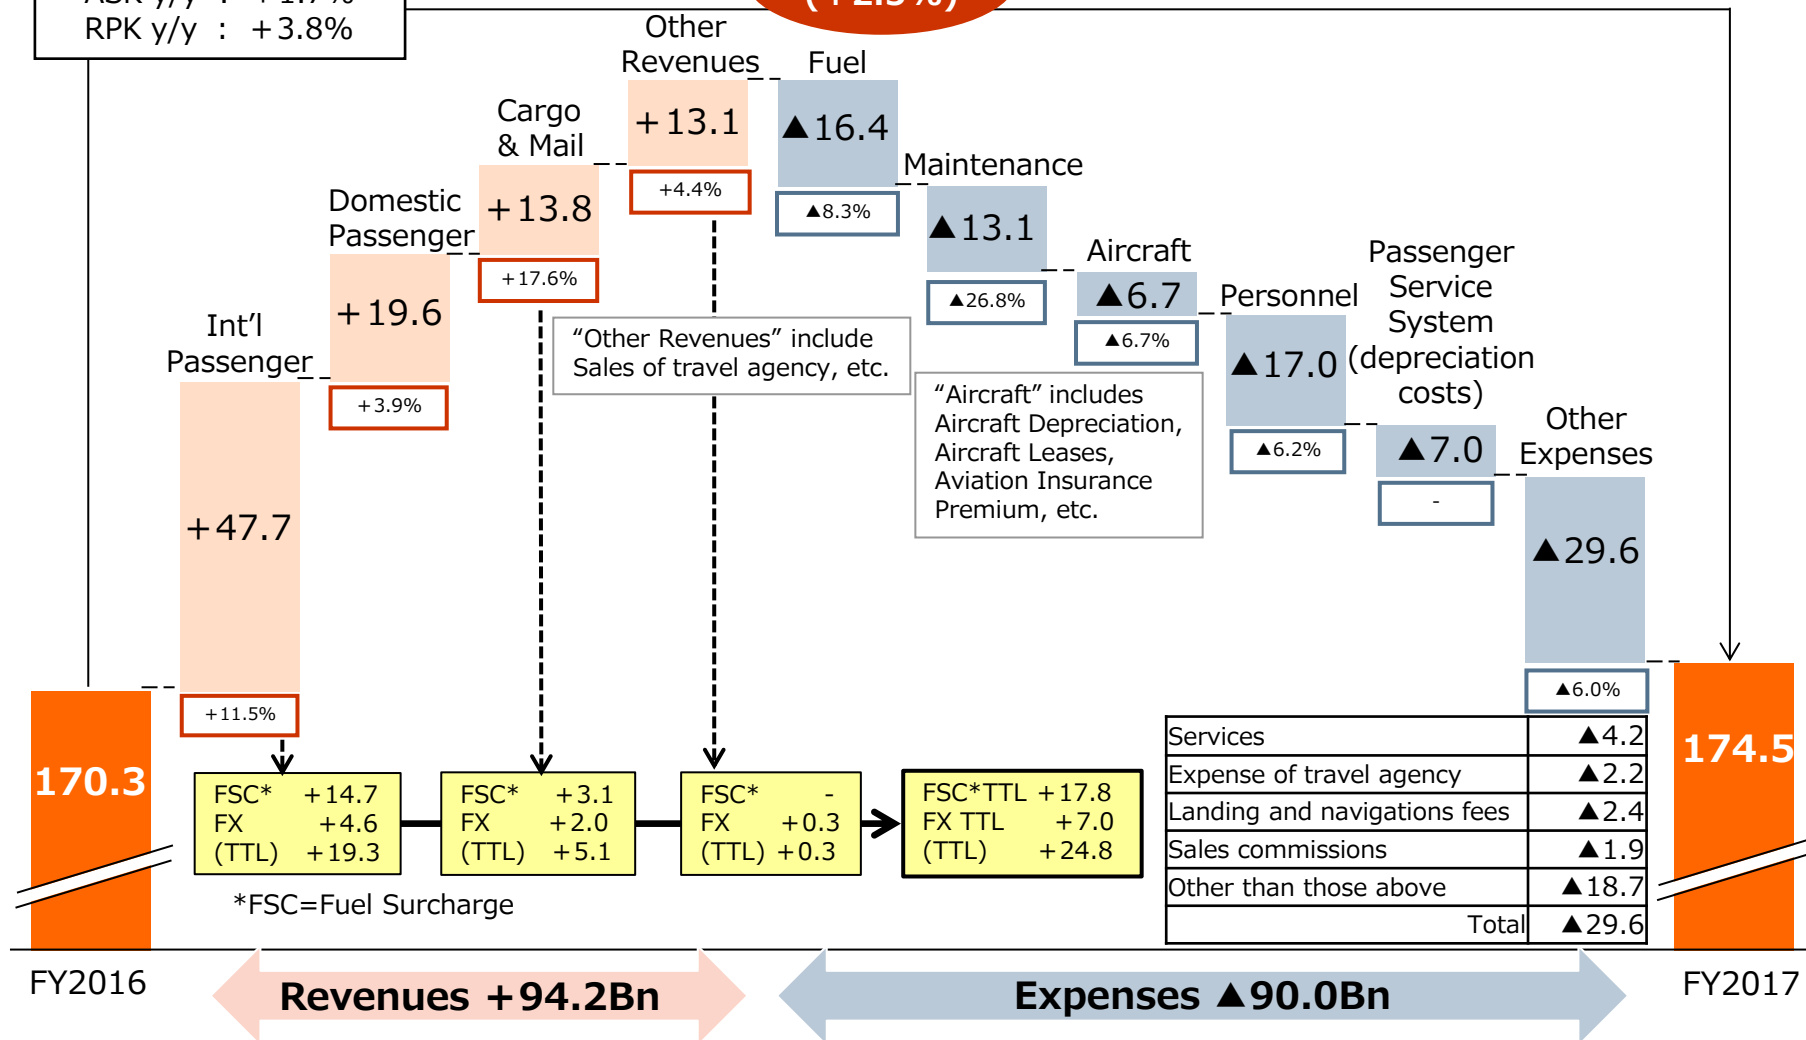 RPK y/y : +3.8%
Other
Revenues
+13.1
+4.4%
Fuel
▲16.4
▲8.3%
Cargo
& Mail
+13.8
+17.6%
Maintenance
▲13.1
▲26.8%
Domestic
Passenger
+19.6
+3.9%
Aircraft
▲6.7
▲6.7%
Passenger
Service
System
(depreciation
costs)
▲7.0
-
Personnel
▲17.0
▲6.2%
Int'l
Passenger
+47.7
+11.5%
"Other Revenues" include
Sales of travel agency, etc.
"Aircraft" includes
Aircraft Depreciation,
Aircraft Leases,
Aviation Insurance
Premium, etc.
Other
Expenses
▲29.6
▲6.0%
170.3
174.5
FSC* +14.7
FX +4.6
(TTL) +19.3
FSC* +3.1
FX +2.0
(TTL) +5.1
FSC* -
FX +0.3
(TTL) +0.3
FSC*TTL +17.8
FX TTL +7.0
(TTL) +24.8
*FSC=Fuel Surcharge
Services ▲4.2
Expense of travel agency ▲2.2
Landing and navigations fees ▲2.4
Sales commissions ▲1.9
Other than those above ▲18.7
Total ▲29.6
FY2016
Revenues +94.2Bn
Expenses ▲90.0Bn
FY2017